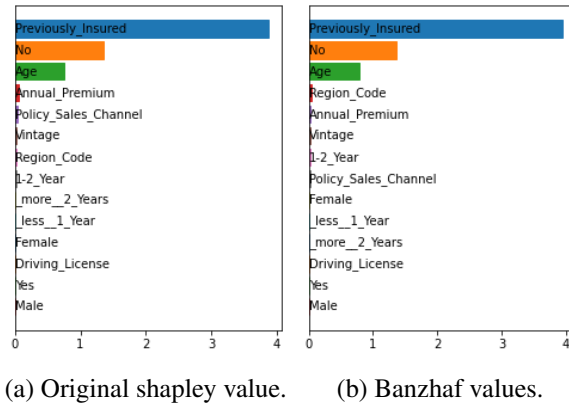 Previously_Insured
No
Age
Annual_Premium
Policy_Sales_Channel
Vintage
Region_Code
1-2_Year
_more__2_Years
_less__1_Year
Female
Driving_License
Yes
Male
0 1 2 3 4
(a) Original shapley value.
Previously_Insured
No
Age
Region_Code
Annual_Premium
Vintage
1-2_Year
Policy_Sales_Channel
Female
_less__1_Year
_more__2_Years
Driving_License
Yes
Male
0 1 2 3 4
(b) Banzhaf values.